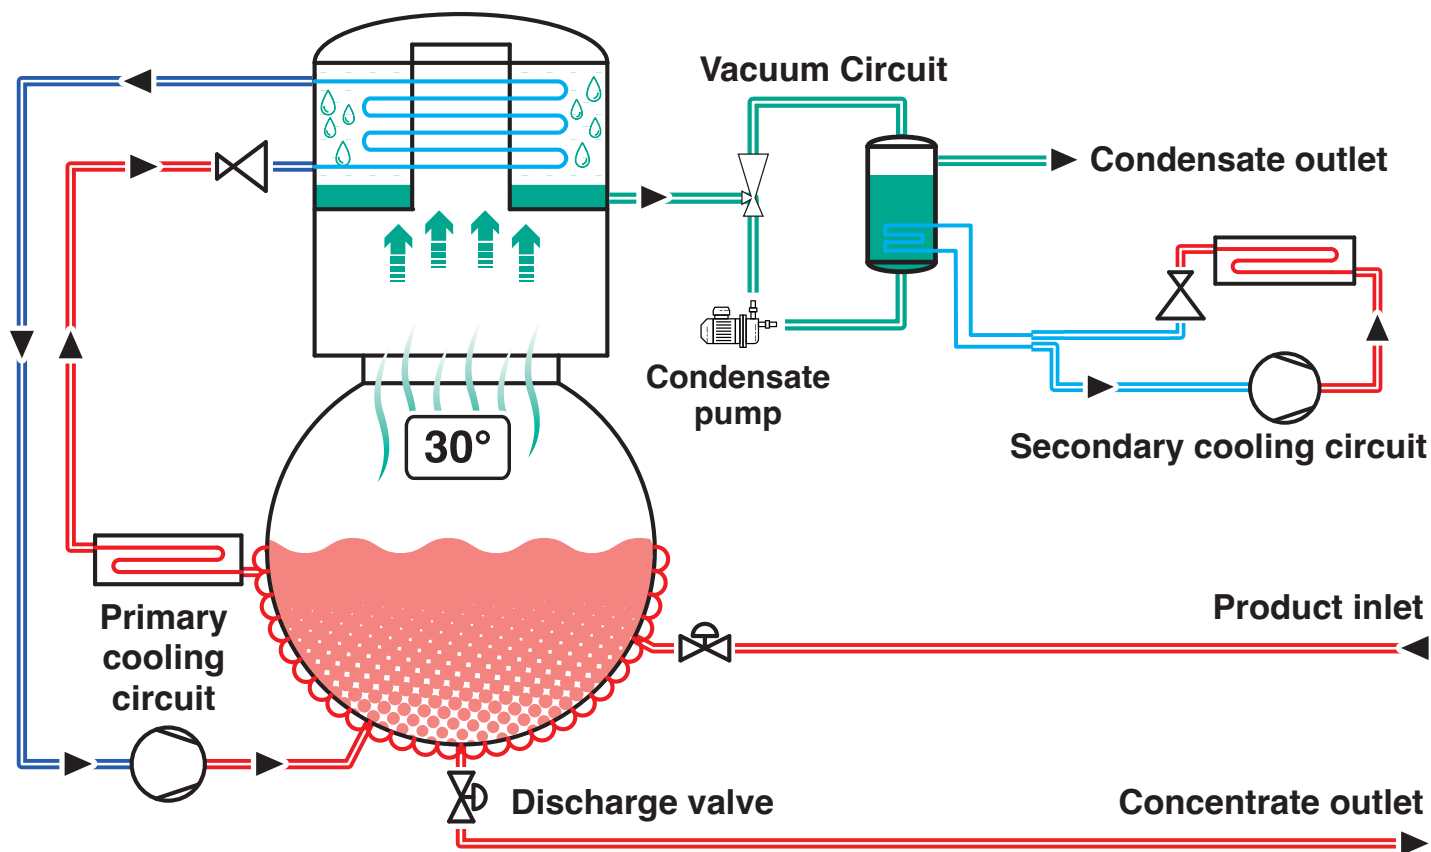 Vacuum Circuit
Condensate outlet
Condensate
pump
30°
Secondary cooling circuit
Primary
cooling
circuit
Product inlet
Discharge valve
Concentrate outlet